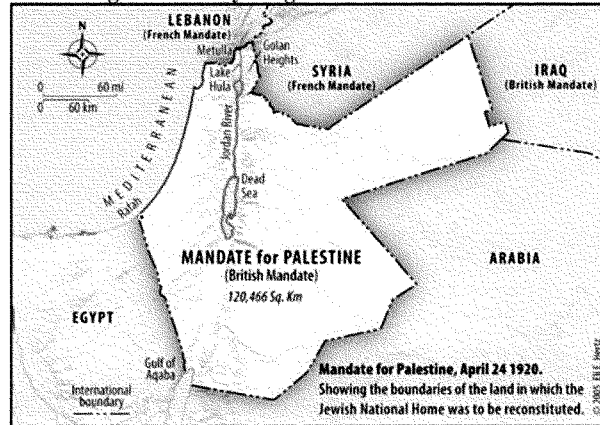 LEBANON
(French Mandate)
Metulla
Golan
Heights
N
Lake
Hula
SYRIA
(French Mandate)
IRAQ
(British Mandate)
0 60 mi
0 60 km
MEDITERRANEAN
Jordan River
Dead
Sea
Rafah
MANDATE for PALESTINE
(British Mandate)
120,466 Sq. Km
ARABIA
EGYPT
Gulf of
Aqaba
International
boundary
Mandate for Palestine, April 24 1920.
Showing the boundaries of the land in which the
Jewish National Home was to be reconstituted.